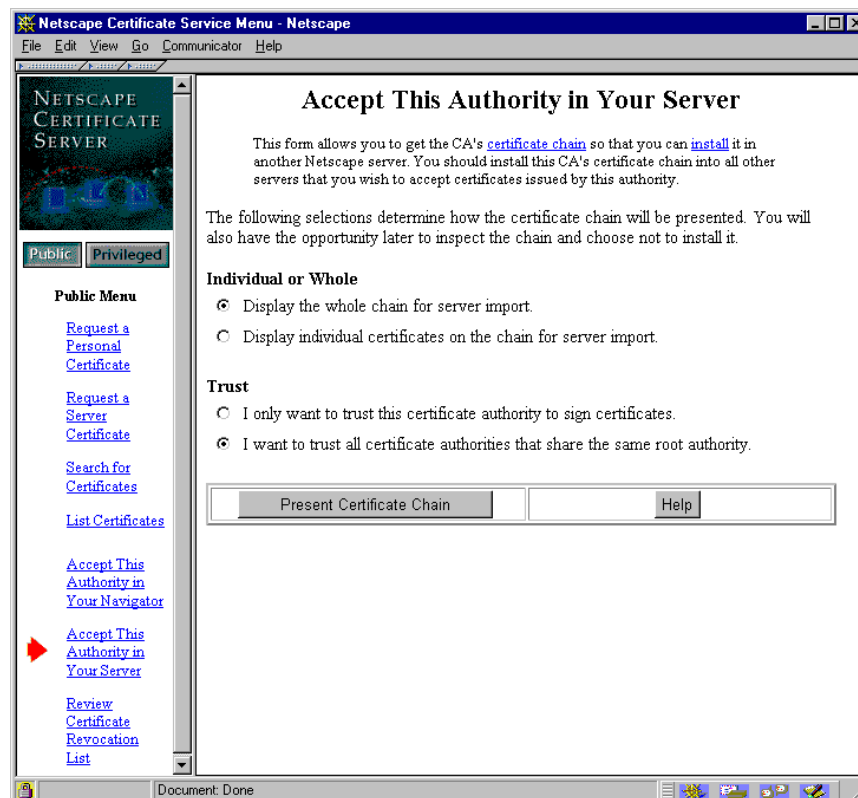 Netscape Certificate Service Menu - Netscape
File Edit View Go Communicator Help
NETSCAPE
CERTIFICATE
SERVER
Public Privileged
Public Menu
Request a
Personal
Certificate
Request a
Server
Certificate
Search for
Certificates
List Certificates
Accept This
Authority in
Your Navigator
Accept This
Authority in
Your Server
Review
Certificate
Revocation
List
Accept This Authority in Your Server
This form allows you to get the CA's certificate chain so that you can install it in
another Netscape server. You should install this CA's certificate chain into all other
servers that you wish to accept certificates issued by this authority.
The following selections determine how the certificate chain will be presented. You will
also have the opportunity later to inspect the chain and choose not to install it.
Individual or Whole
Display the whole chain for server import.
Display individual certificates on the chain for server import.
Trust
I only want to trust this certificate authority to sign certificates.
I want to trust all certificate authorities that share the same root authority.
Present Certificate Chain Help
Document: Done